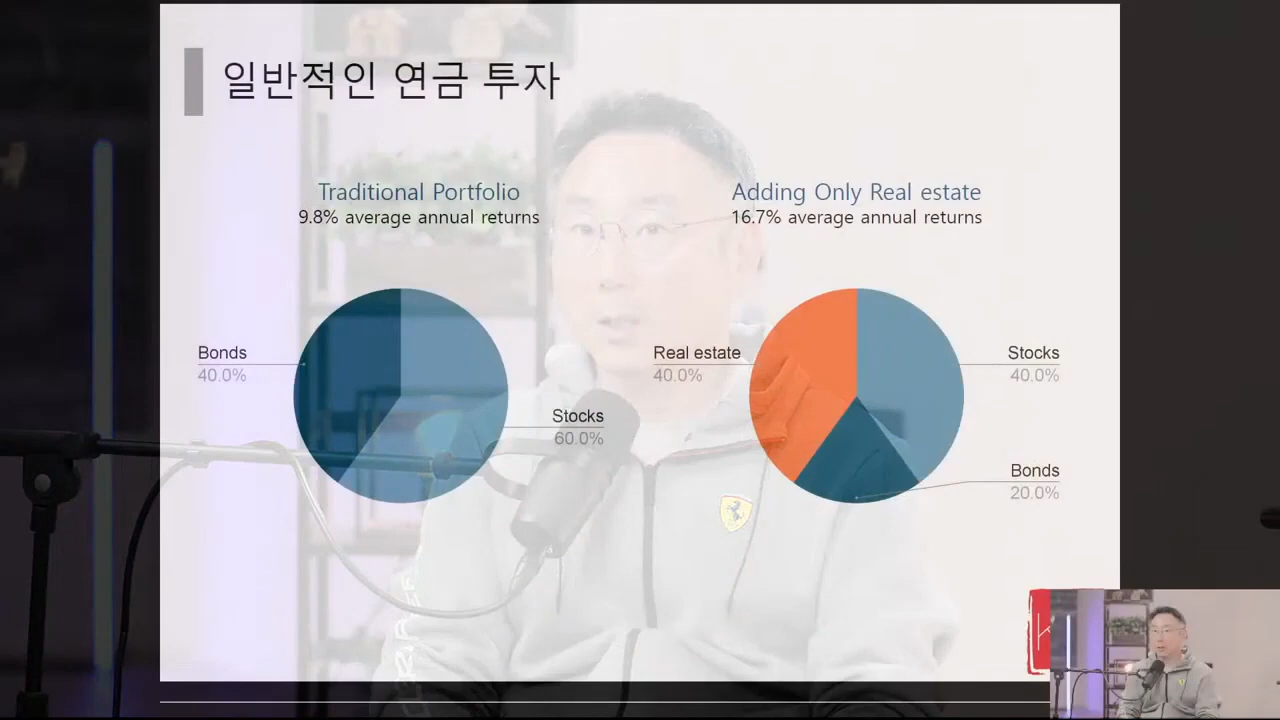 일반적인 연금 투자
Traditional Portfolio
9.8% average annual returns
Bonds
40.0%
Stocks
60.0%
Adding Only Real estate
16.7% average annual returns
Real estate
40.0%
Stocks
40.0%
Bonds
20.0%